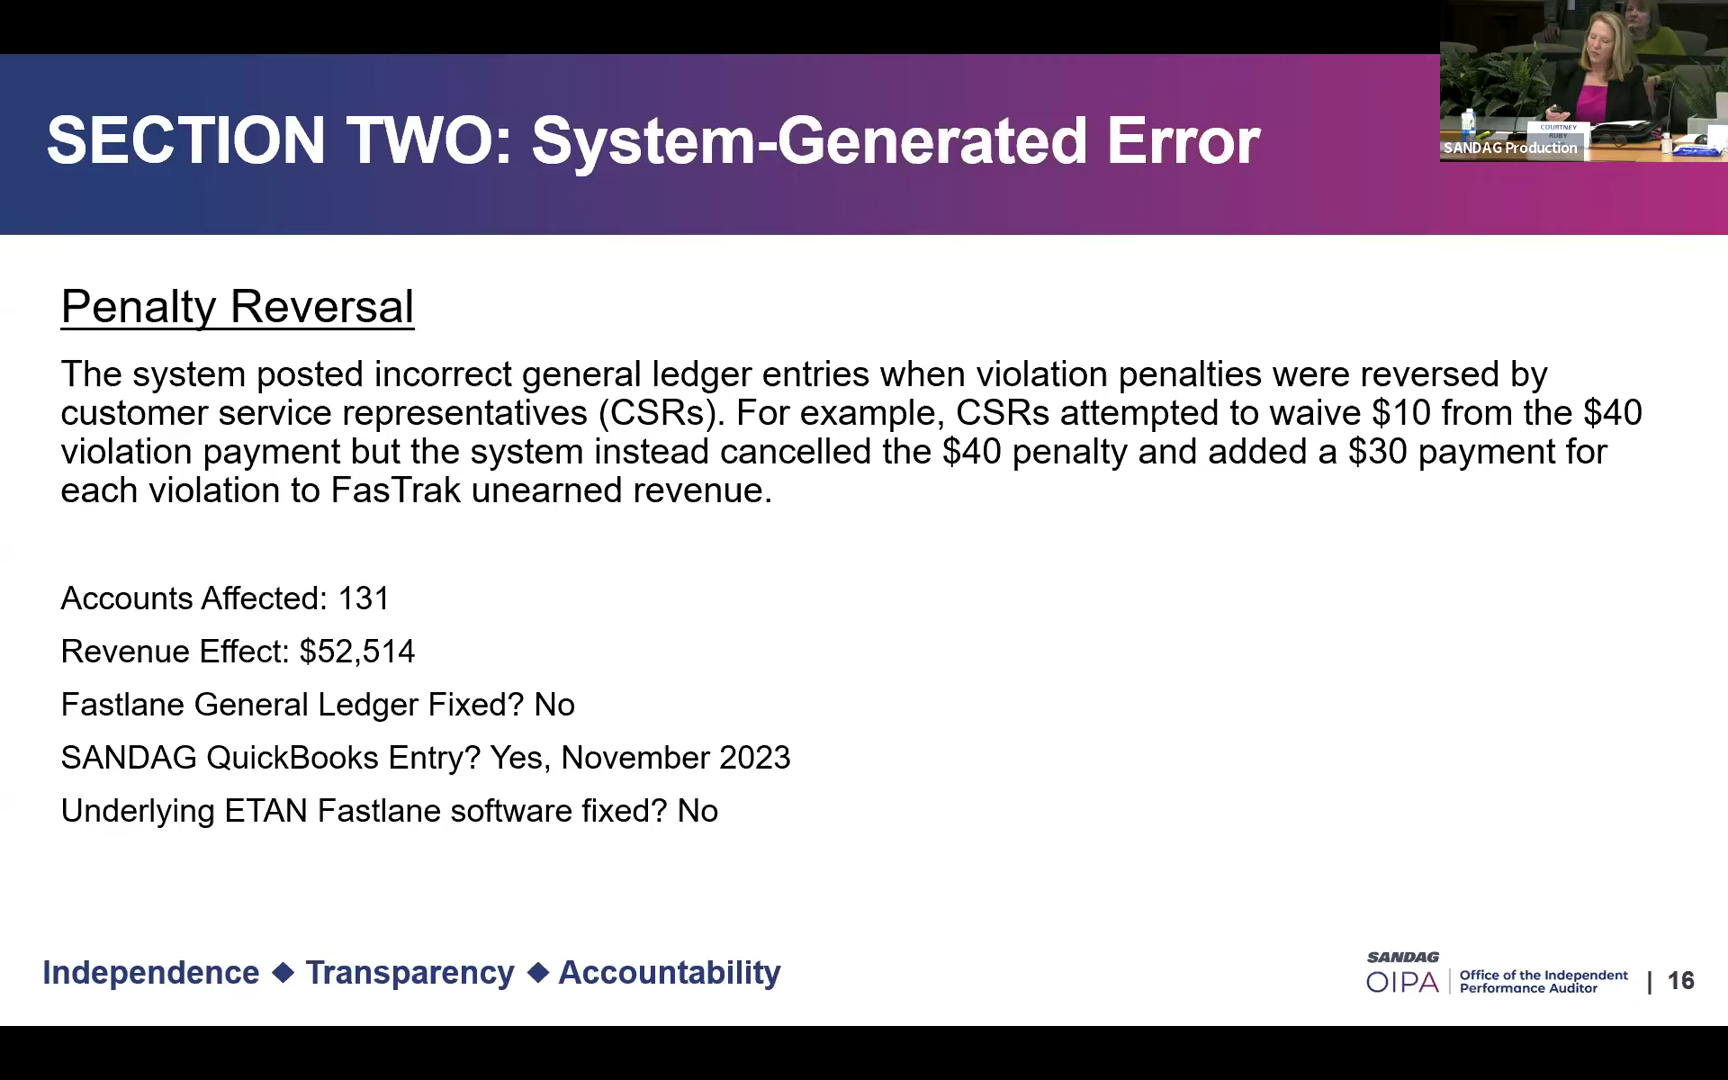 SECTION TWO: System-Generated Error
COURTNEY
RUBY
SANDAG Production
Penalty Reversal
The system posted incorrect general ledger entries when violation penalties were reversed by
customer service representatives (CSRs). For example, CSRs attempted to waive $10 from the $40
violation payment but the system instead cancelled the $40 penalty and added a $30 payment for
each violation to FasTrak unearned revenue.
Accounts Affected: 131
Revenue Effect: $52,514
Fastlane General Ledger Fixed? No
SANDAG QuickBooks Entry? Yes, November 2023
Underlying ETAN Fastlane software fixed? No
Independence ◆ Transparency ◆ Accountability
SANDAG
OIPA | Office of the Independent
Performance Auditor
| 16